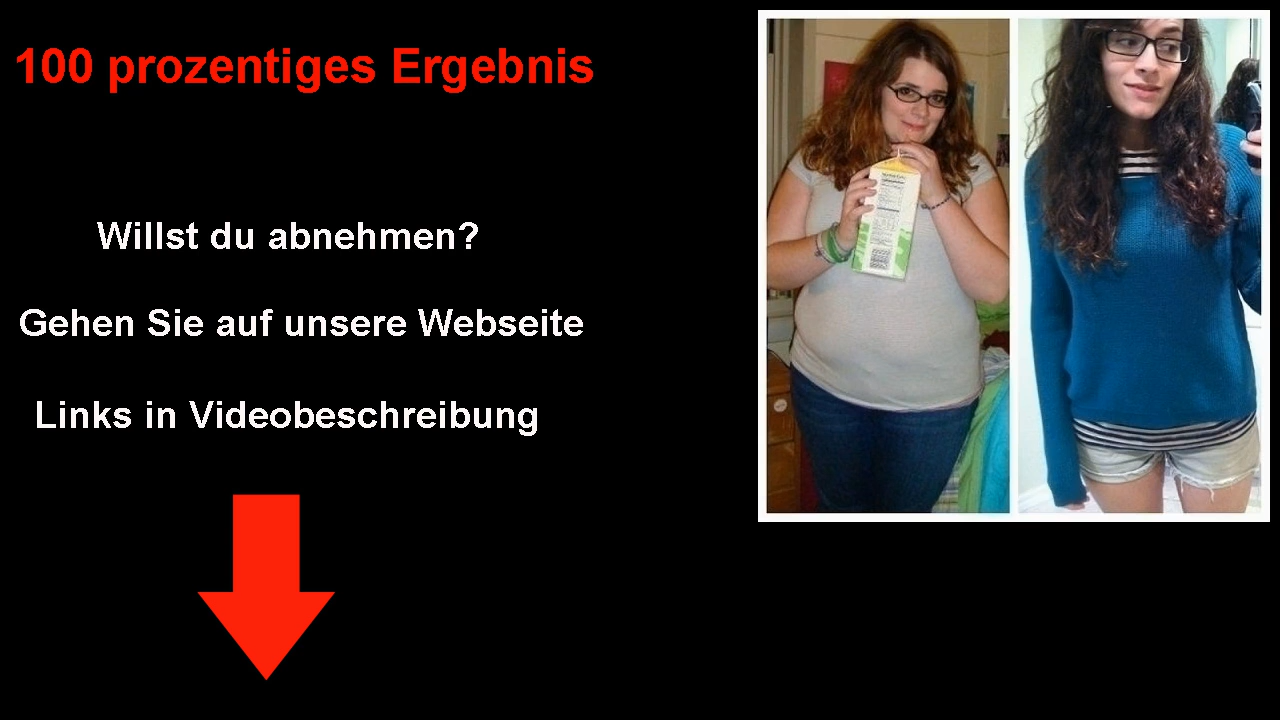 100 prozentiges Ergebnis
Willst du abnehmen?
Gehen Sie auf unsere Webseite
Links in Videobeschreibung